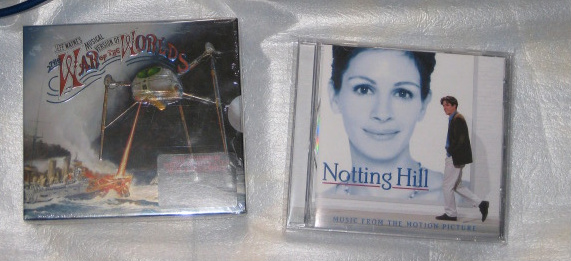 JEFF WAYNE'S
MUSICAL
VERSION OF
THE
WAR OF THE WORLDS
Notting Hill
MUSIC FROM THE MOTION PICTURE